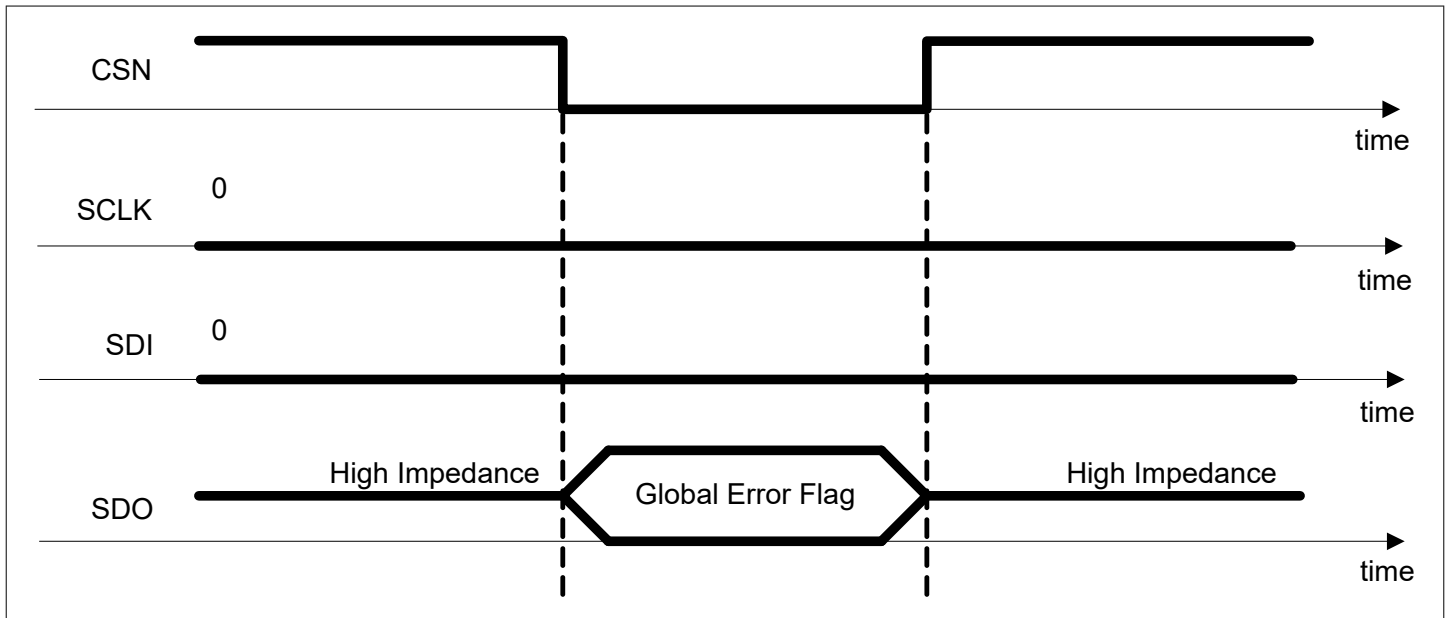 CSN
time
0
SCLK
time
0
SDI
time
High Impedance
Global Error Flag
High Impedance
SDO
time